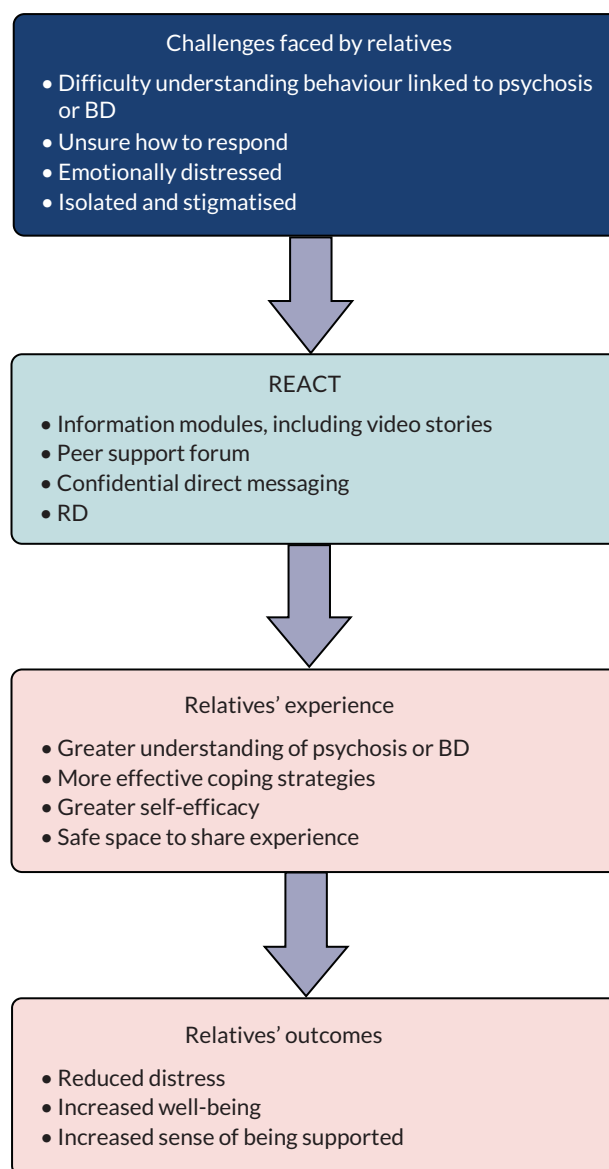 Challenges faced by relatives
• Difficulty understanding behaviour linked to psychosis
or BD
• Unsure how to respond
• Emotionally distressed
• Isolated and stigmatised
REACT
• Information modules, including video stories
• Peer support forum
• Confidential direct messaging
• RD
Relatives’ experience
• Greater understanding of psychosis or BD
• More effective coping strategies
• Greater self-efficacy
• Safe space to share experience
Relatives’ outcomes
• Reduced distress
• Increased well-being
• Increased sense of being supported